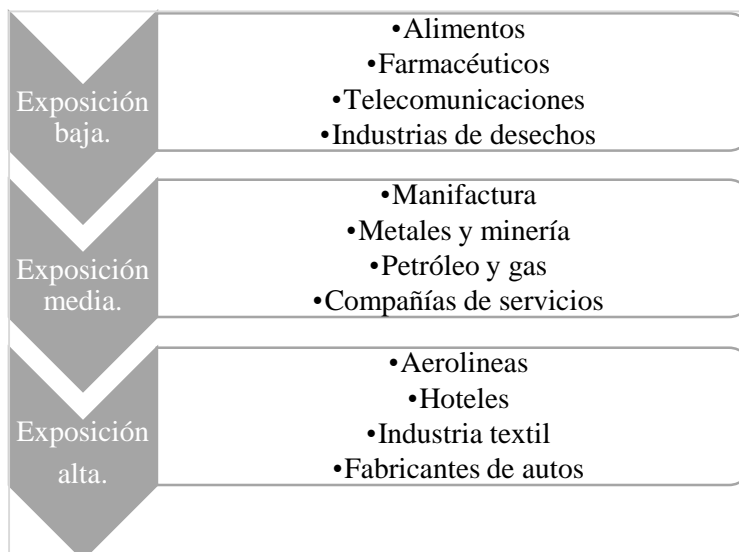 Exposición
baja.
•Alimentos
•Farmacéuticos
•Telecomunicaciones
•Industrias de desechos
Exposición
media.
•Manifactura
•Metales y minería
•Petróleo y gas
•Compañías de servicios
Exposición
alta.
•Aerolineas
•Hoteles
•Industria textil
•Fabricantes de autos